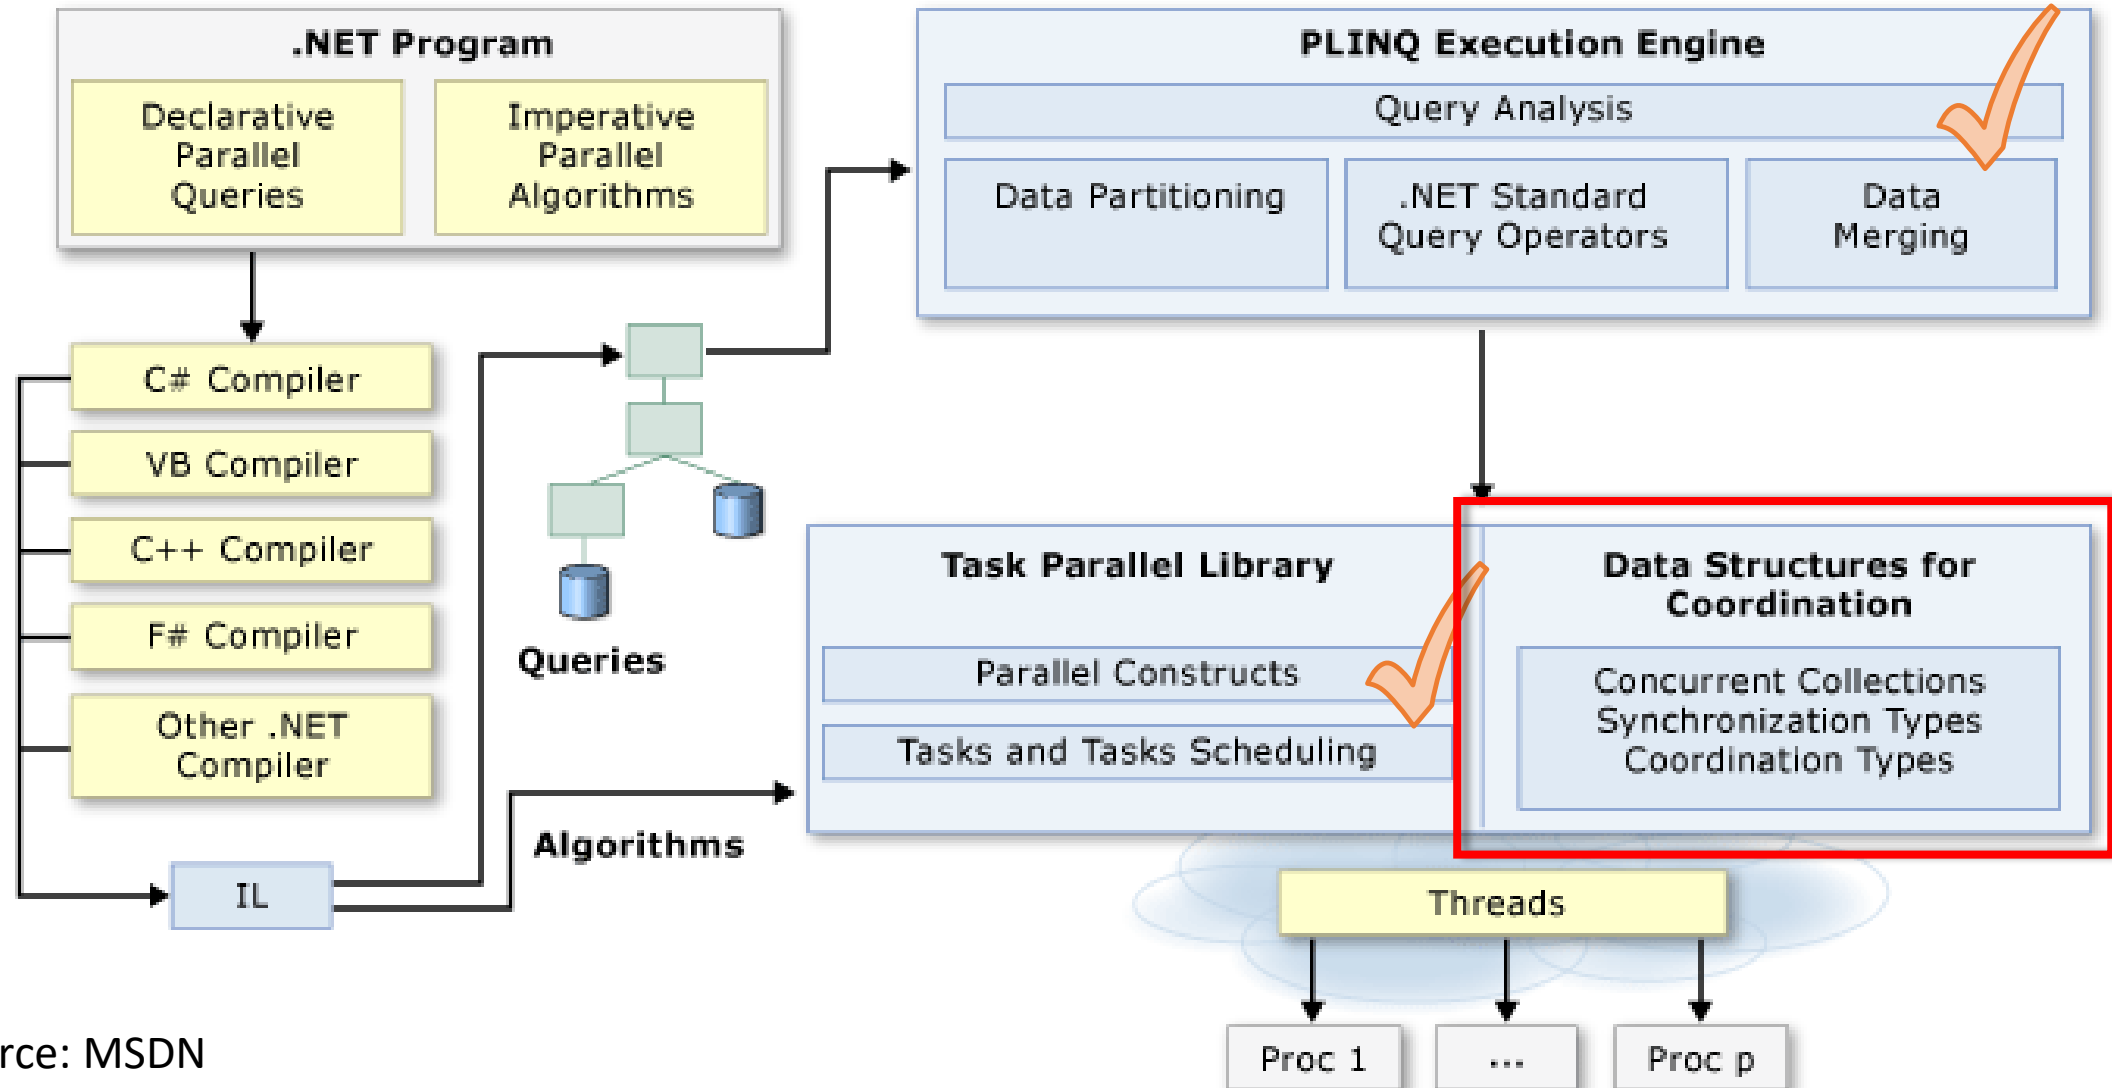 .NET Program
Declarative
Parallel
Queries
Imperative
Parallel
Algorithms
PLINQ Execution Engine
Query Analysis
Data Partitioning
.NET Standard
Query Operators
Data
Merging
C# Compiler
VB Compiler
C++ Compiler
F# Compiler
Other .NET
Compiler
IL
Queries
Algorithms
Task Parallel Library
Parallel Constructs
Tasks and Tasks Scheduling
Data Structures for
Coordination
Concurrent Collections
Synchronization Types
Coordination Types
Threads
Proc 1
...
Proc p
rce: MSDN